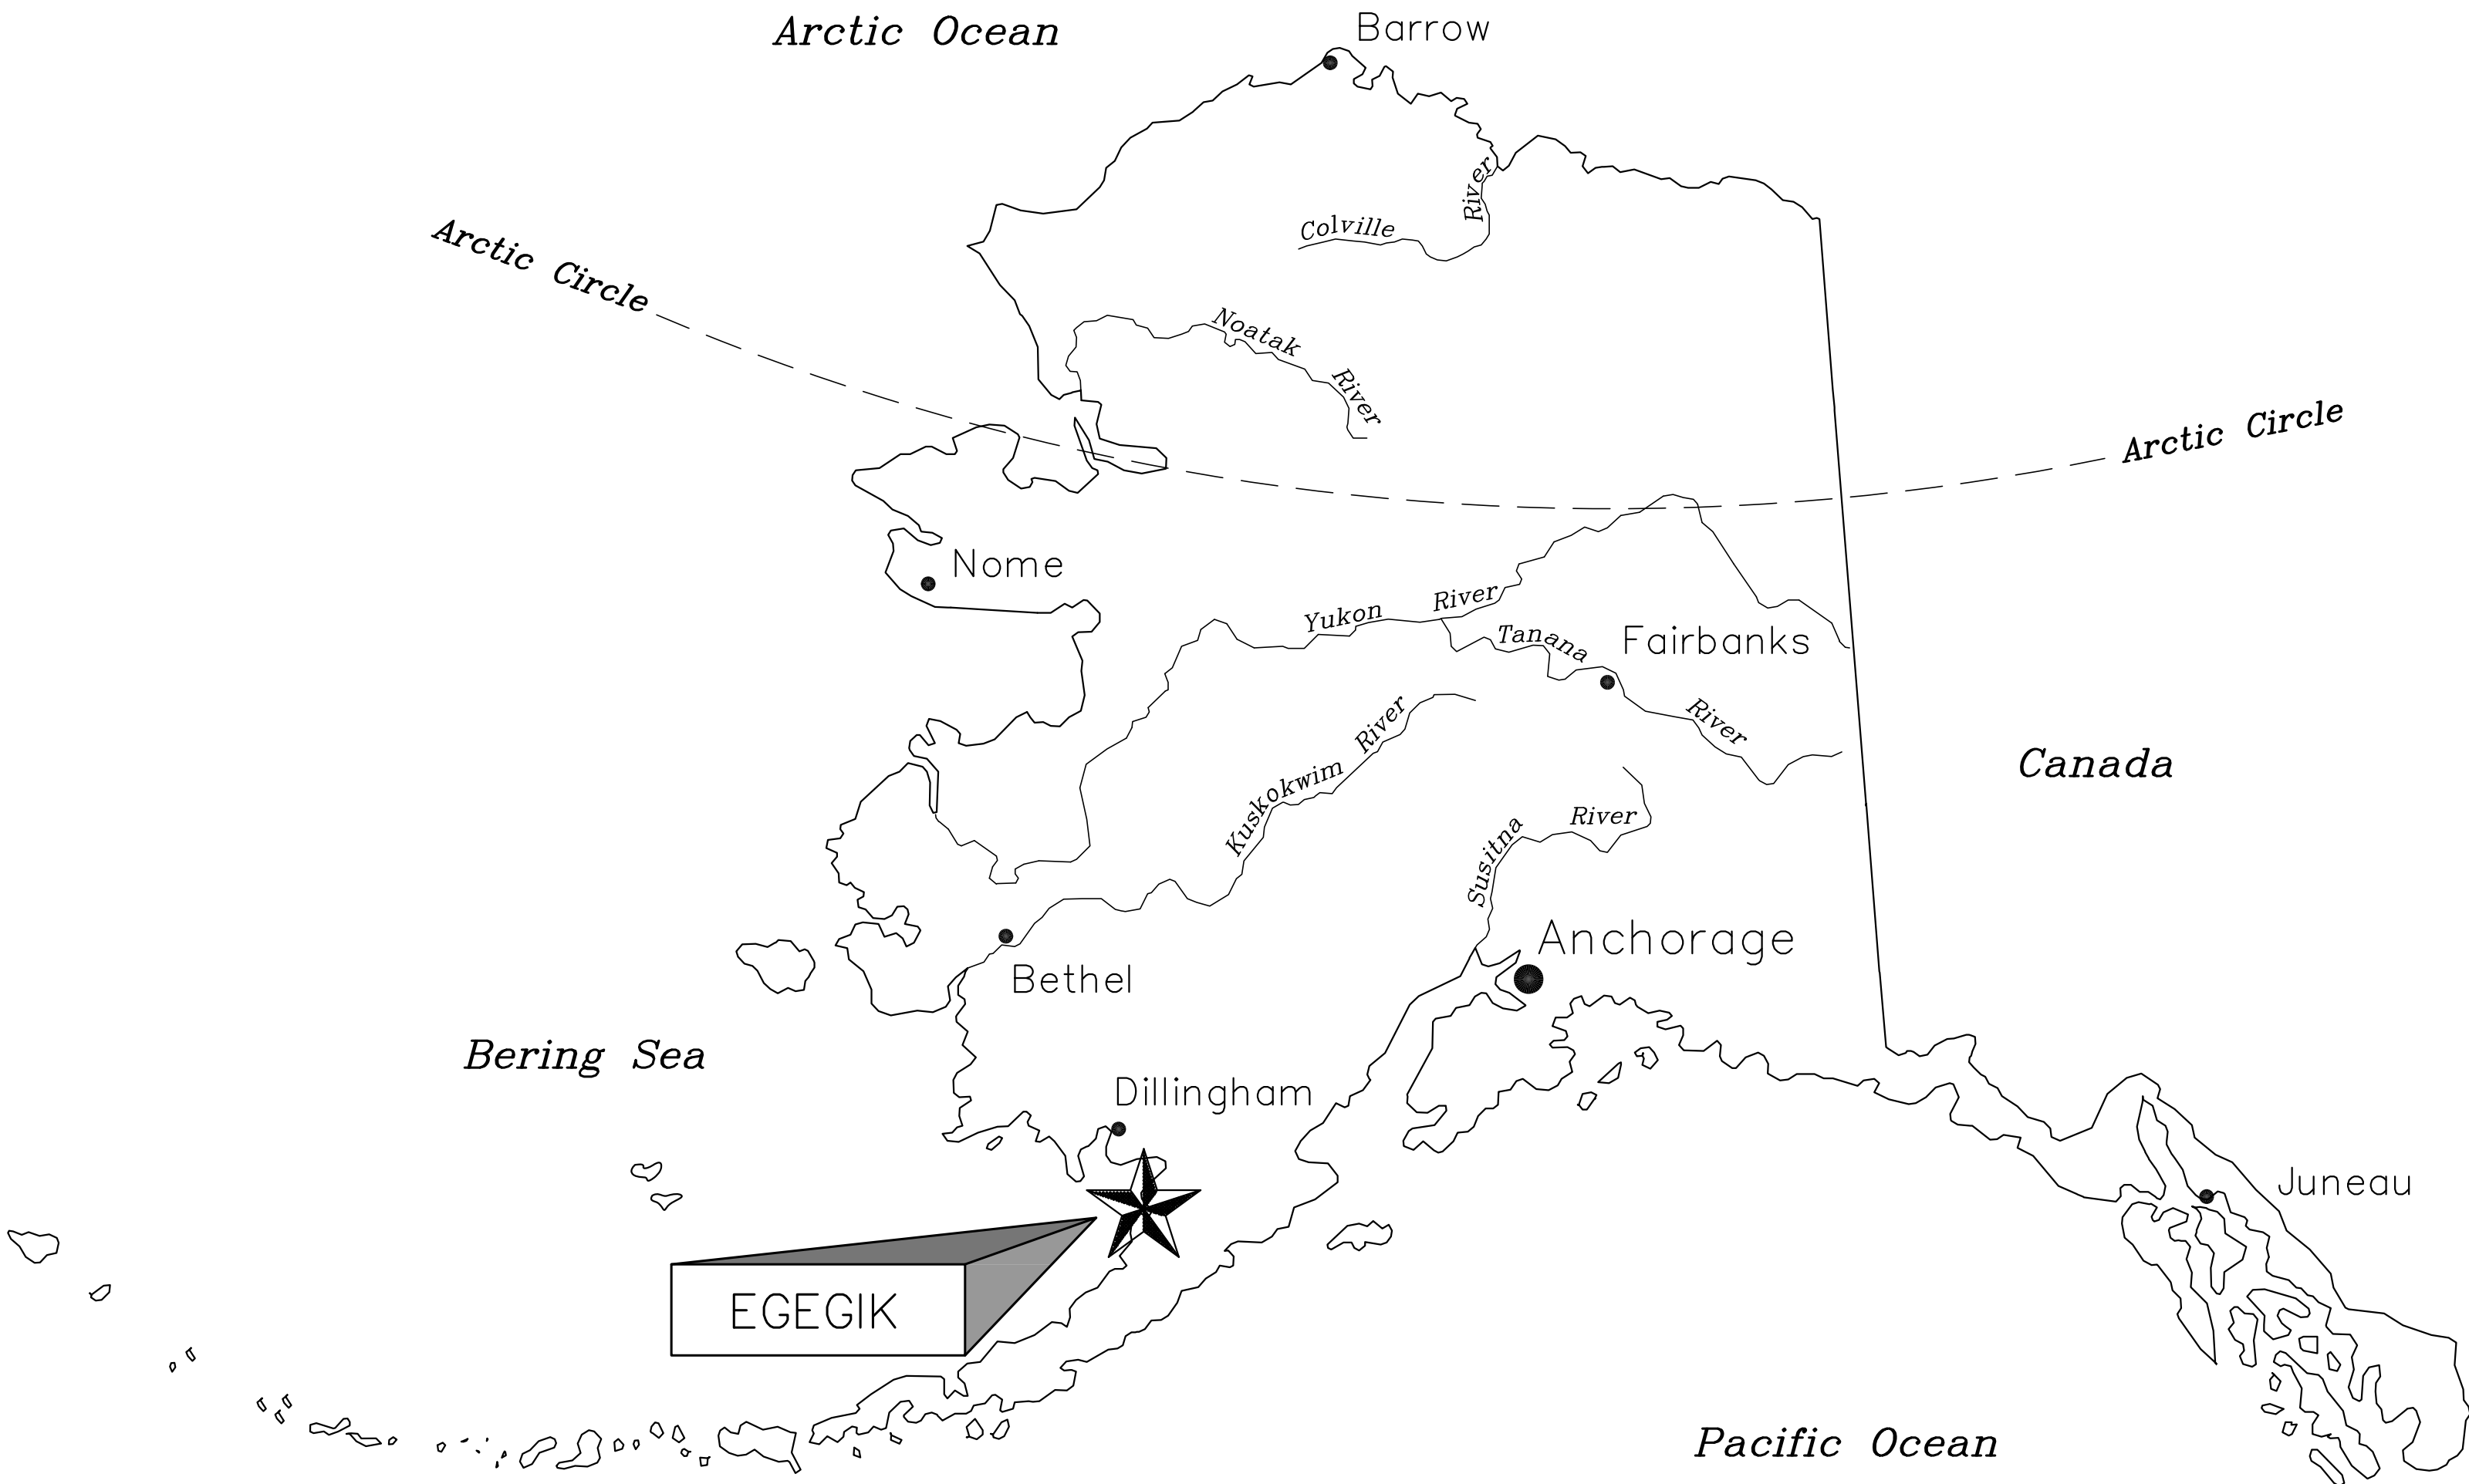 Arctic Ocean
Barrow
Colville River
Arctic Circle
Noatak River
Arctic Circle
Nome
Yukon River
Tanana River
Fairbanks
Kuskokwim River
Canada
Susitna River
Anchorage
Bethel
Bering Sea
Dillingham
Juneau
EGEGIK
Pacific Ocean